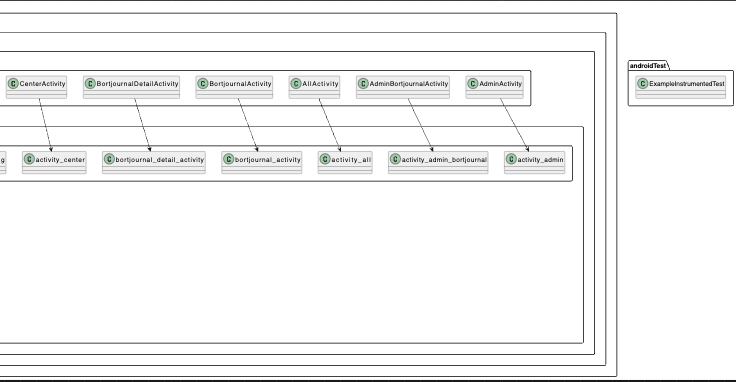 androidTest
C CenterActivity
C BortjournalDetailActivity
C BortjournalActivity
C AllActivity
C AdminBortjournalActivity
C AdminActivity
C ExampleInstrumentedTest
g
C activity_center
C bortjournal_detail_activity
C bortjournal_activity
C activity_all
C activity_admin_bortjournal
C activity_admin